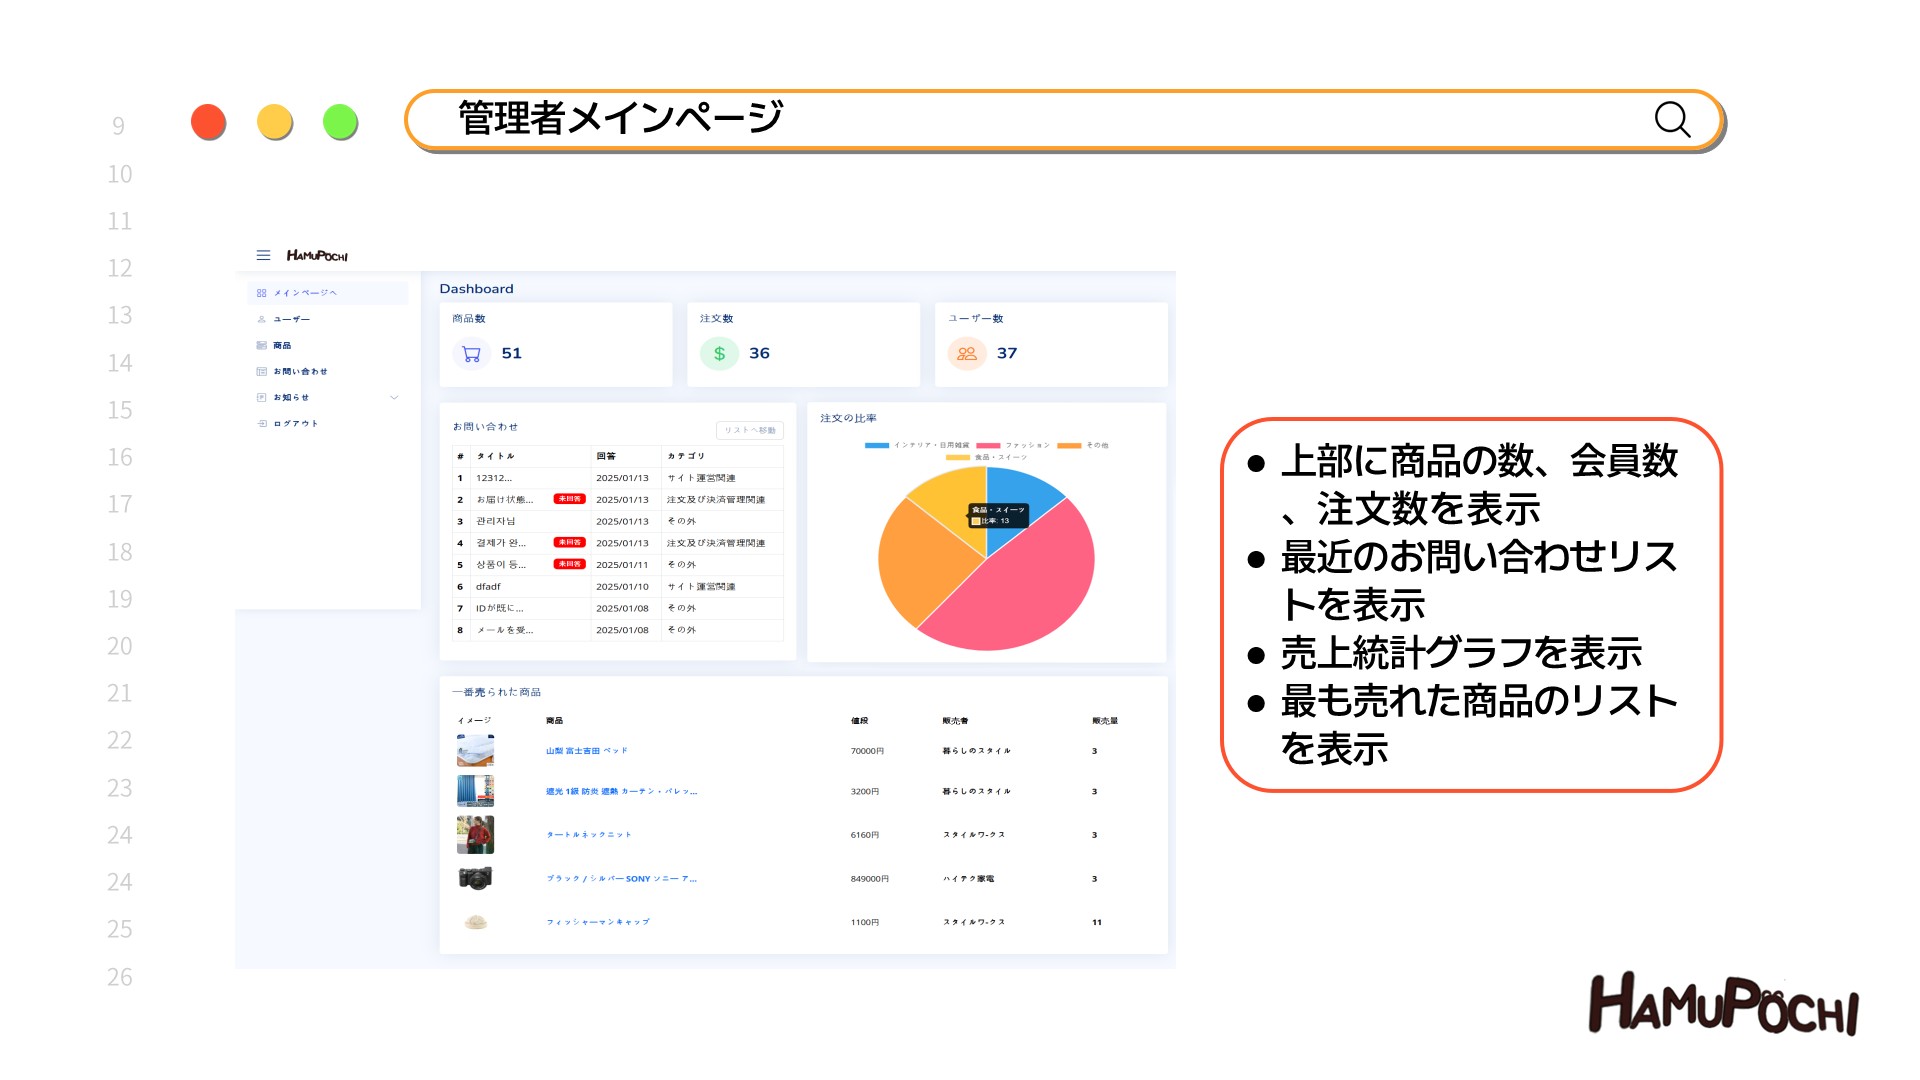 管理者メインページ
9
10
11
12
13
14
15
16
17
18
19
20
21
22
23
24
24
25
26
HAMUPOCHI
メインページへ
ユーザー
商品
お問い合わせ
お知らせ
ログアウト
Dashboard
商品数
51
注文数
$ 36
ユーザー数
37
お問い合わせ
リストへ移動
# タイトル 回答 カテゴリ
1 12312... 2025/01/13 サイト運営関連
2 お届け状態... 未回答 2025/01/13 注文及び決済管理関連
3 관리자님 2025/01/13 その外
4 결제가 완... 未回答 2025/01/13 注文及び決済管理関連
5 상품이 등... 未回答 2025/01/11 その外
6 dfadf 2025/01/10 サイト運営関連
7 IDが既に... 2025/01/08 その外
8 メールを受... 2025/01/08 その外
注文の比率
インテリア・日用雑貨 ファッション その他
食品・スイーツ
食品・スイーツ
比率: 13
一番売られた商品
イメージ 商品 値段 販売者 販売量
山梨 富士吉田 ベッド 70000円 暮らしのスタイル 3
遮光 1級 防炎 遮熱 カーテン・パレッ... 3200円 暮らしのスタイル 3
タートルネックニット 6160円 スタイルワ-クス 3
ブラック / シルバー SONY ソニー ア... 849000円 ハイテク家電 3
フィッシャーマンキャップ 1100円 スタイルワ-クス 11
● 上部に商品の数、会員数
、注文数を表示
● 最近のお問い合わせリス
トを表示
● 売上統計グラフを表示
● 最も売れた商品のリスト
を表示
HAMUPOCHI